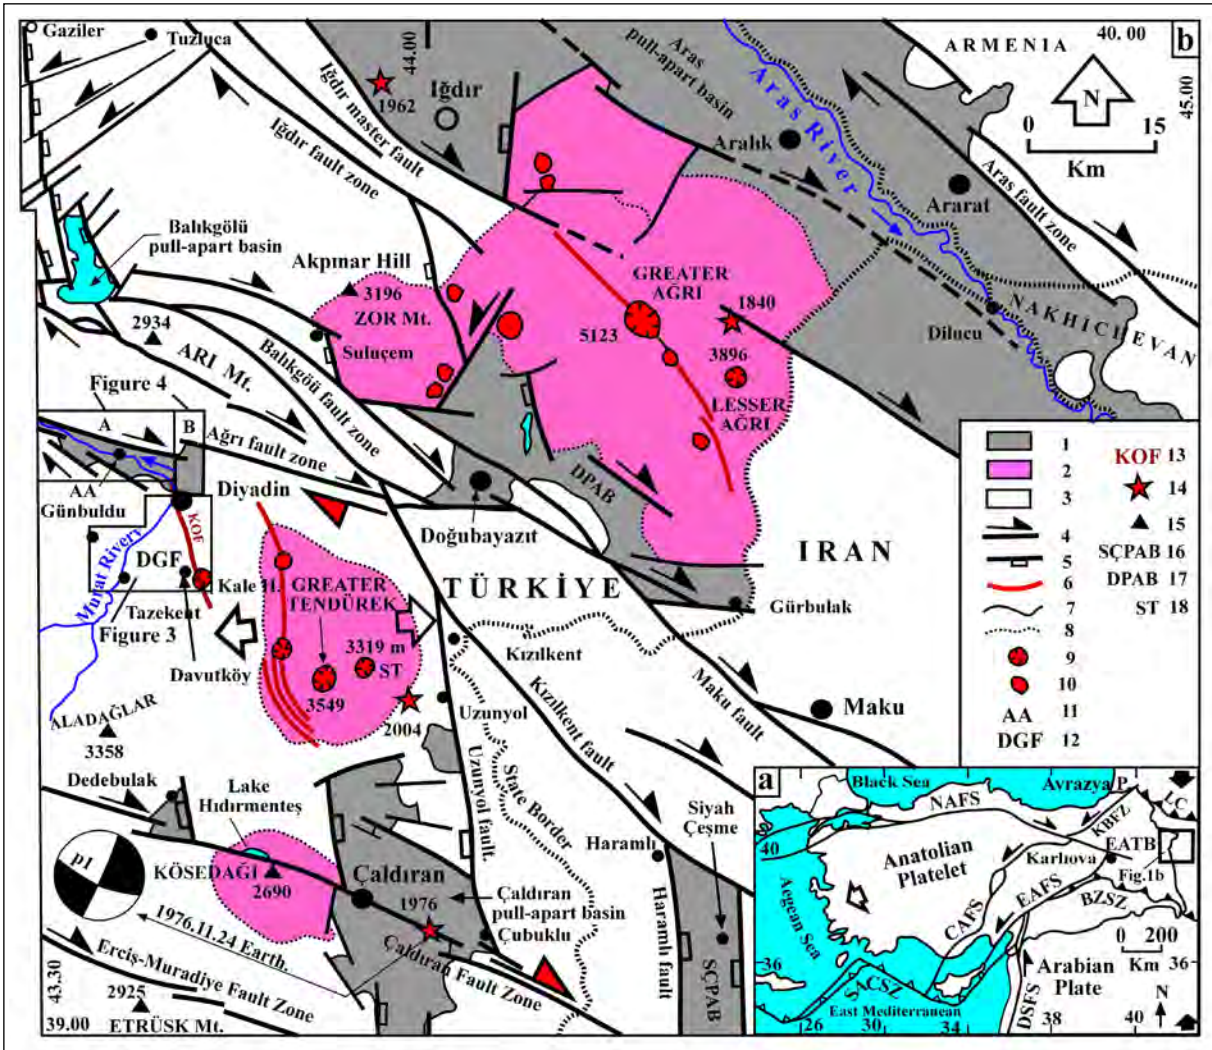 Gaziler
Tuzluca
44.00
1962
Iğdır
Iğdır master fault
Iğdır fault zone
Aras
pull-apart basin
Aras River
ARMENIA
40. 00
b
45.00
N
0 15
Km
Aralık
Ararat
Aras fault zone
Balıkgölü
pull-apart basin
Akpınar Hill
3196
ZOR Mt.
Suluçem
2934
ARI Mt.
Balıkgöü fault zone
GREATER
AĞRI
5123
1840
3896
LESSER
AĞRI
Dilucu
NAKHİCHEVAN
Figure 4
A
B
Ağrı fault zone
AA
Günbuldu
Diyadin
KOF
DGF
Murat River
Tazekent
Figure 3
Kale H.
Davutköy
DPAB
Doğubayazıt
TÜRKİYE
IRAN
Gürbulak
GREATER
TENDÜREK
3319 m
ST
3549
2004
Kızılkent
Kızılkent fault
Maku fault
Maku
Uzunyol
Uzunyol fault.
State Border
ALADAĞLAR
3358
Dedebulak
Lake
Hıdırmenteş
KÖSEDAĞI
2690
p1
1976.11.24 Earth.
Çaldıran
1976
Çaldıran
pull-apart basin
Çubuklu
Çaldıran Fault Zone
Erciş-Muradiye Fault Zone
2925
ETRÜSK Mt.
43.30
39.00
Haramlı
Haramlı fault
Siyah
Çeşme
SÇPAB
1
2
3
4
5
6
7
8
9
10
AA 11
DGF 12
KOF 13
14
15
SÇPAB 16
DPAB 17
ST 18
a
Black Sea
Avrazya P.
NAFS
KBFZ
LC
40
Anatolian
Platelet
Karlıova
EATB
Fig.1b
Aegean Sea
CAFS
EAFS
BZSZ
0 200
Km
36
36
Arabian
Plate
SACSZ
DSFS
East Mediterranean
N
26 30 34 38 40